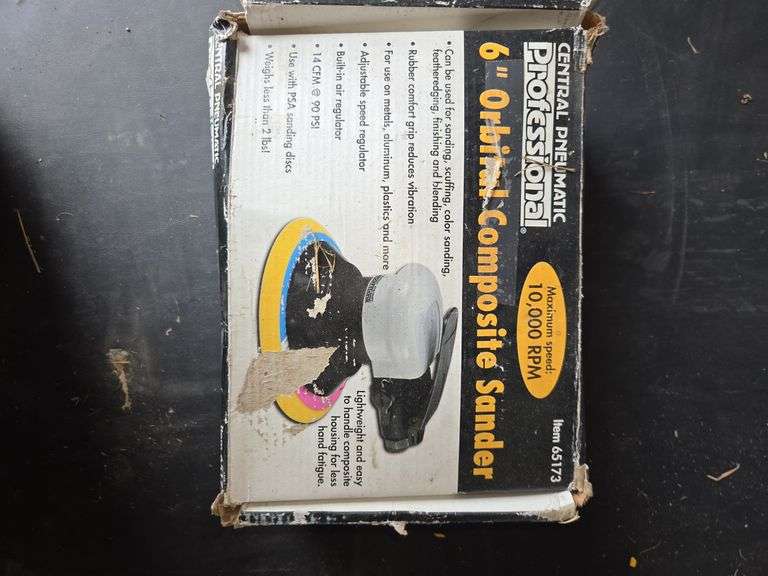 CENTRAL PNEUMATIC
Professional®
6" Orbital Composite Sander
Maximum speed:
10,000 RPM
Item 65173
• Can be used for sanding, scuffing, color sanding,
featheredging, finishing and blending
• Rubber comfort grip reduces vibration
• For use on metals, aluminum, plastics and more
• Adjustable speed regulator
• Built-in air regulator
• 14 CFM @ 90 PSI
• Use with PSA sanding discs
• Weighs less than 2 lbs!
Lightweight and easy
to handle composite
housing for less
hand fatigue.
CENTRAL PNEUMATIC